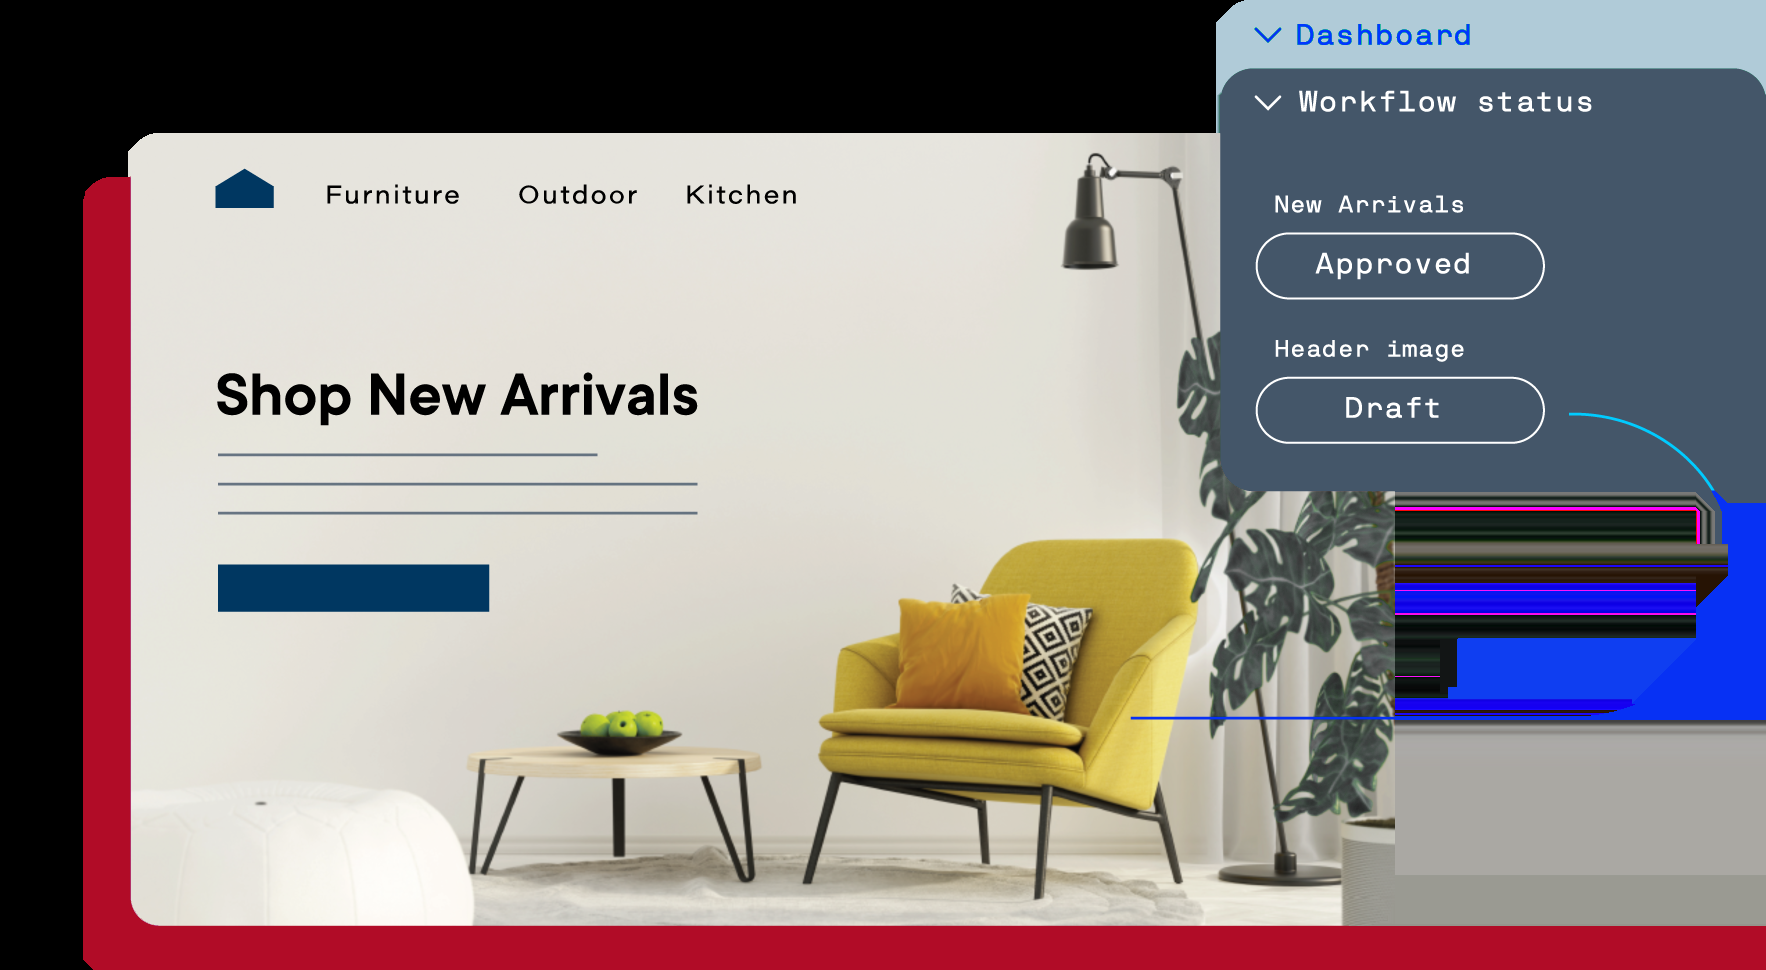 Dashboard
Workflow status
Furniture Outdoor Kitchen
New Arrivals
Approved
Header image
Draft
Shop New Arrivals